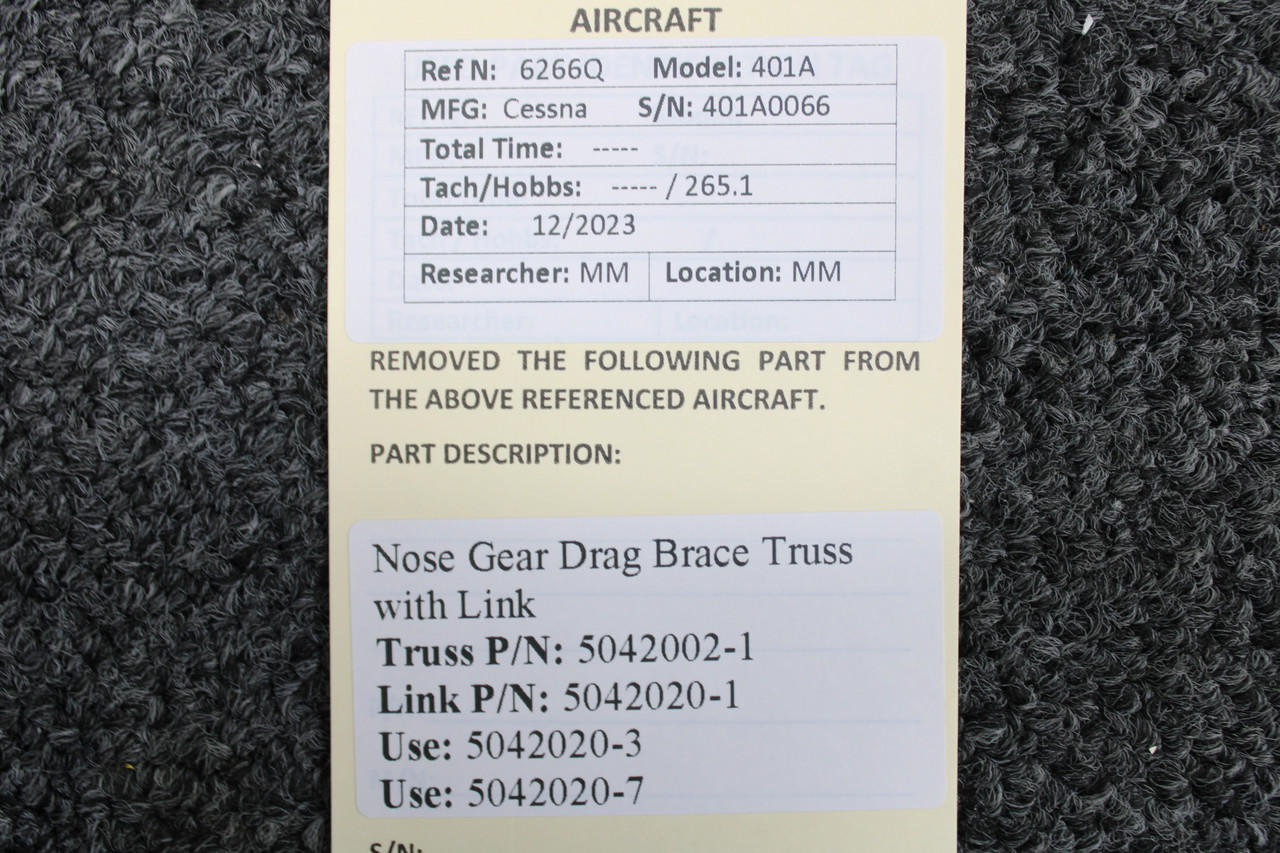 AIRCRAFT
Ref N: 6266Q Model: 401A
MFG: Cessna S/N: 401A0066
Total Time: -----
Tach/Hobbs: ----- / 265.1
Date: 12/2023
Researcher: MM Location: MM
REMOVED THE FOLLOWING PART FROM
THE ABOVE REFERENCED AIRCRAFT.
PART DESCRIPTION:
Nose Gear Drag Brace Truss
with Link
Truss P/N: 5042002-1
Link P/N: 5042020-1
Use: 5042020-3
Use: 5042020-7
S/N: